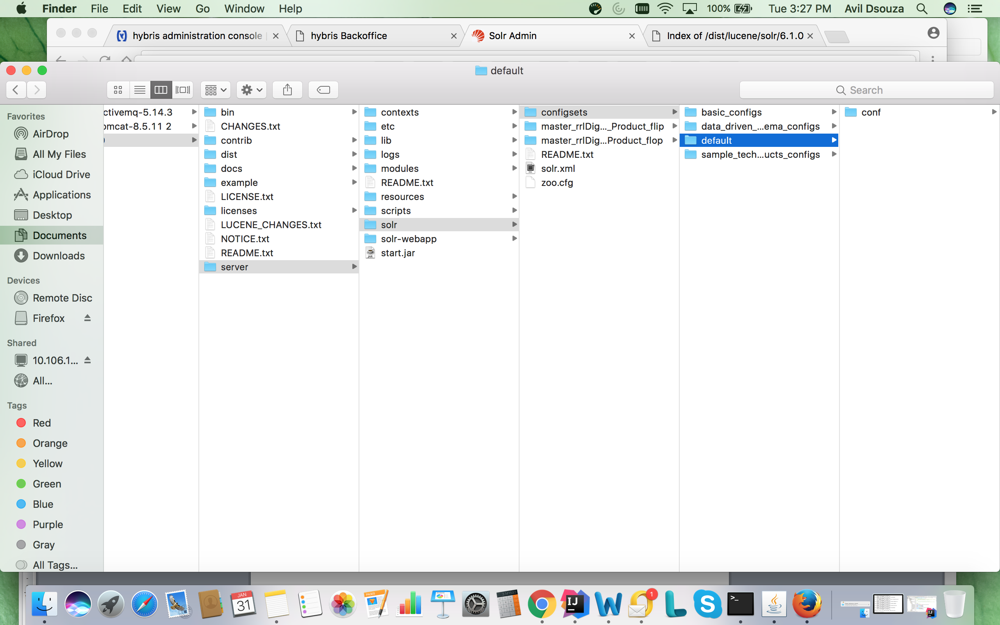 Finder File Edit View Go Window Help 100% Tue 3:27 PM Avil Dsouza
hybris administration console
hybris Backoffice
Solr Admin
Index of /dist/lucene/solr/6.1.0
default
Search
Favorites
AirDrop
All My Files
iCloud Drive
Applications
Desktop
Documents
Downloads
Devices
Remote Disc
Firefox
Shared
10.106.1...
All...
Tags
Red
Orange
Yellow
Green
Blue
Purple
Gray
All Tags...
ctivemq-5.14.3
omcat-8.5.11 2
bin
CHANGES.txt
contrib
dist
docs
example
LICENSE.txt
licenses
LUCENE_CHANGES.txt
NOTICE.txt
README.txt
server
contexts
etc
lib
logs
modules
README.txt
resources
scripts
solr
solr-webapp
start.jar
configsets
master_rrlDig..._Product_flip
master_rrlDig...Product_flop
README.txt
solr.xml
zoo.cfg
basic_configs
data_driven_...ema_configs
default
sample_tech...ucts_configs
conf
JAN
31
PAGES
3.141593
IJ
1
>_